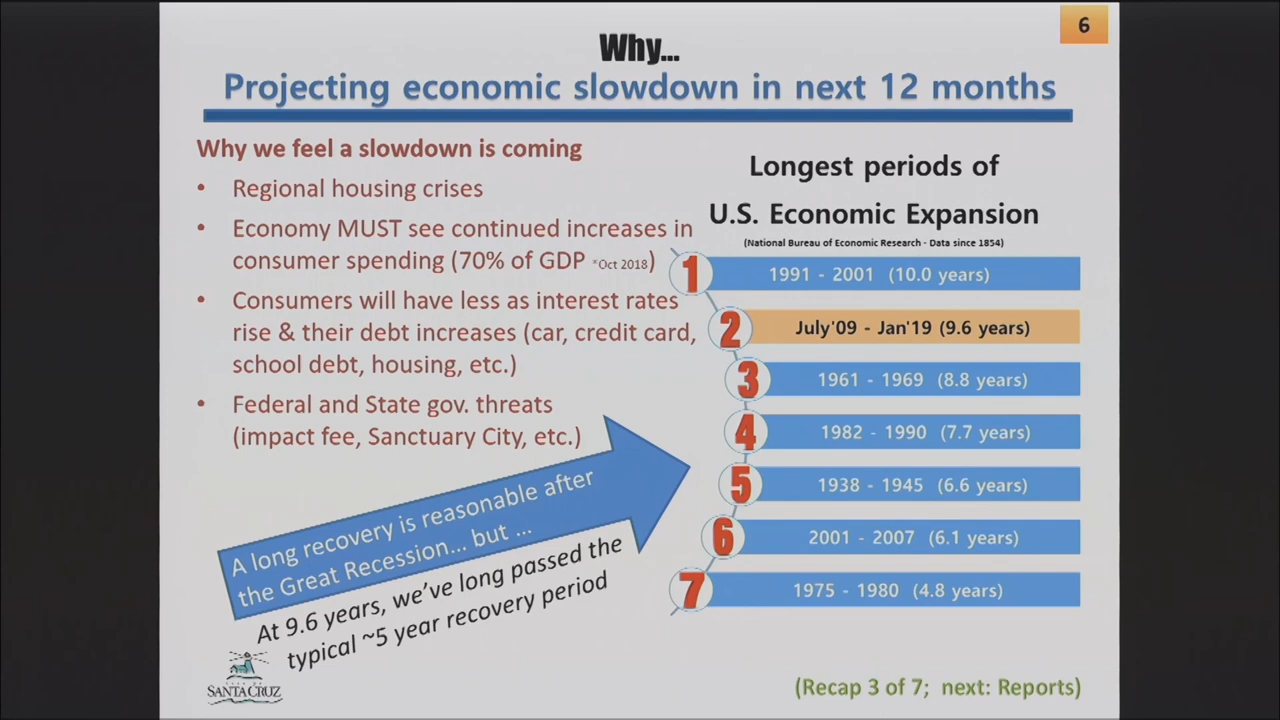 6
Why...
Projecting economic slowdown in next 12 months
Why we feel a slowdown is coming
• Regional housing crises
• Economy MUST see continued increases in
consumer spending (70% of GDP *Oct 2018)
• Consumers will have less as interest rates
rise & their debt increases (car, credit card,
school debt, housing, etc.)
• Federal and State gov. threats
(impact fee, Sanctuary City, etc.)
A long recovery is reasonable after
the Great Recession... but ...
At 9.6 years, we've long passed the
typical ~5 year recovery period
Longest periods of
U.S. Economic Expansion
(National Bureau of Economic Research - Data since 1854)
1 1991 - 2001 (10.0 years)
2 July'09 - Jan'19 (9.6 years)
3 1961 - 1969 (8.8 years)
4 1982 - 1990 (7.7 years)
5 1938 - 1945 (6.6 years)
6 2001 - 2007 (6.1 years)
7 1975 - 1980 (4.8 years)
SANTA CRUZ
(Recap 3 of 7; next: Reports)